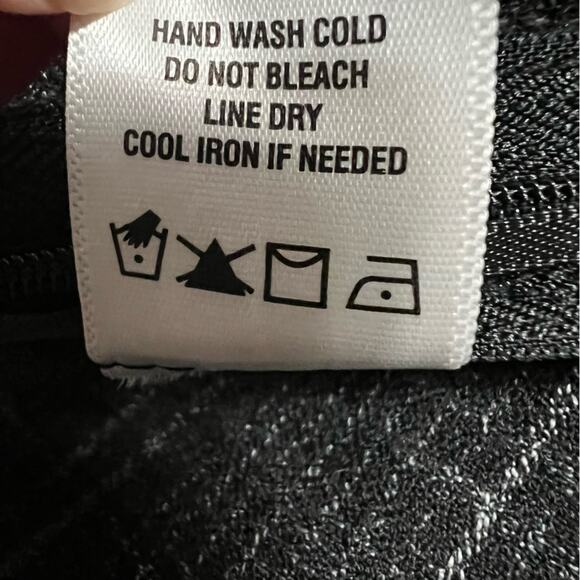 HAND WASH COLD
DO NOT BLEACH
LINE DRY
COOL IRON IF NEEDED